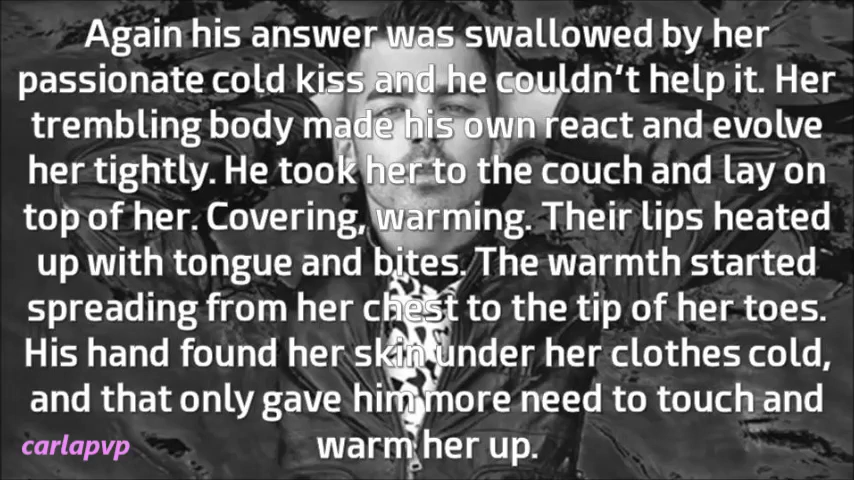 Again his answer was swallowed by her
passionate cold kiss and he couldn't help it. Her
trembling body made his own react and evolve
her tightly. He took her to the couch and lay on
top of her. Covering, warming. Their lips heated
up with tongue and bites. The warmth started
spreading from her chest to the tip of her toes.
His hand found her skin under her clothes cold,
and that only gave him more need to touch and
warm her up.
carlapvp